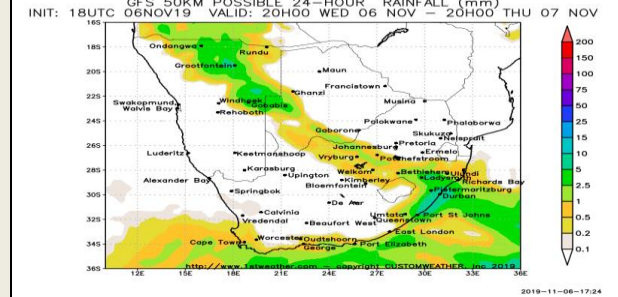 GFS 50KM POSSIBLE 24-HOUR RAINFALL (mm)
INIT: 18UTC 06NOV19 VALID: 20H00 WED 06 NOV - 20H00 THU 07 NOV
16S
18S
20S
22S
24S
26S
28S
30S
32S
34S
36S
Ondangwa
Rundu
Grootfontein
Maun
Francistown
Ghanzi
Swakopmund
Walvis Bay
Windhoek
Gobabis
Rehoboth
Musina
Polokwane
Phalaborwa
Gaborone
Skukuza
Nelspruit
Johannesburg
Pretoria
Luderitz
Keetmanshoop
Vryburg
Potchefstroom
Ermelo
Karasburg
Upington
Welkom
Bethlehem
Ulundi
Alexander Bay
Kimberley
Ladysmith
Richards Bay
Springbok
Bloemfontein
Pietermaritzburg
Durban
De Aar
Calvinia
Vredendal
Beaufort West
Umtata
Queenstown
Port St Johns
East London
Worcester
Oudtshoorn
Cape Town
George
Port Elizabeth
http://www.1stweather.com - copyright CUSTOMWEATHER, inc 2019
12E 15E 18E 21E 24E 27E 30E 33E 36E
200
150
100
75
50
25
15
10
5
2.5
1
0.5
0.2
0.1
2019-11-06-17:24